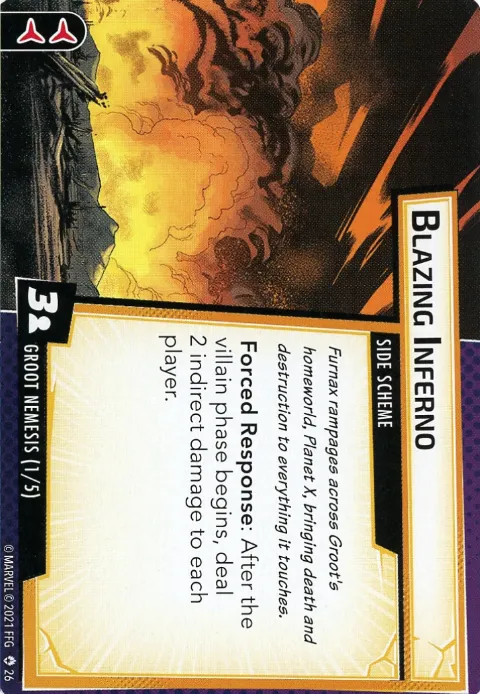 BLAZING INFERNO
SIDE SCHEME
Furnax rampages across Groot's
homeworld, Planet X, bringing death and
destruction to everything it touches.
Forced Response: After the
villain phase begins, deal
2 indirect damage to each
player.
3
GROOT NEMESIS (1/5)
© MARVEL © 2021 FFG 26